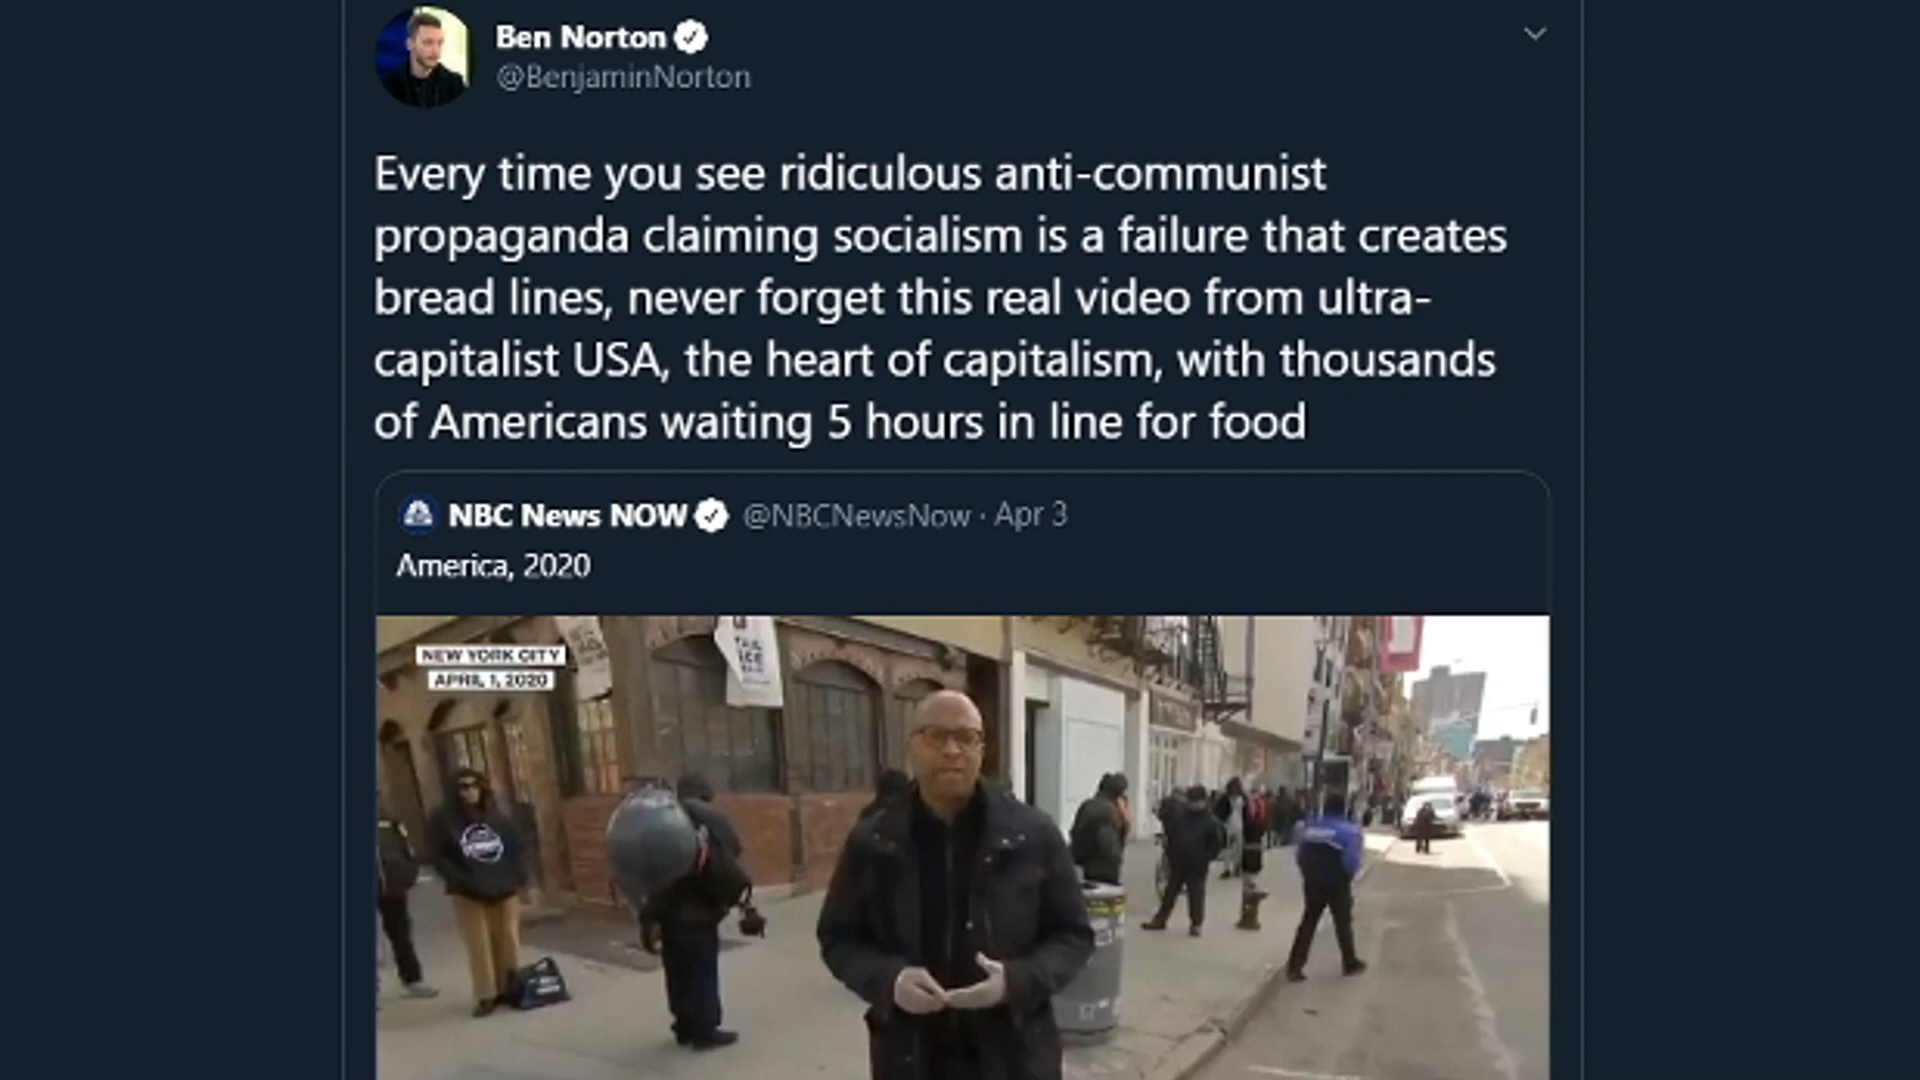 Ben Norton
@BenjaminNorton
Every time you see ridiculous anti-communist
propaganda claiming socialism is a failure that creates
bread lines, never forget this real video from ultra-
capitalist USA, the heart of capitalism, with thousands
of Americans waiting 5 hours in line for food
NBC News NOW @NBCNewsNow · Apr 3
America, 2020
NEW YORK CITY
APRIL 1, 2020